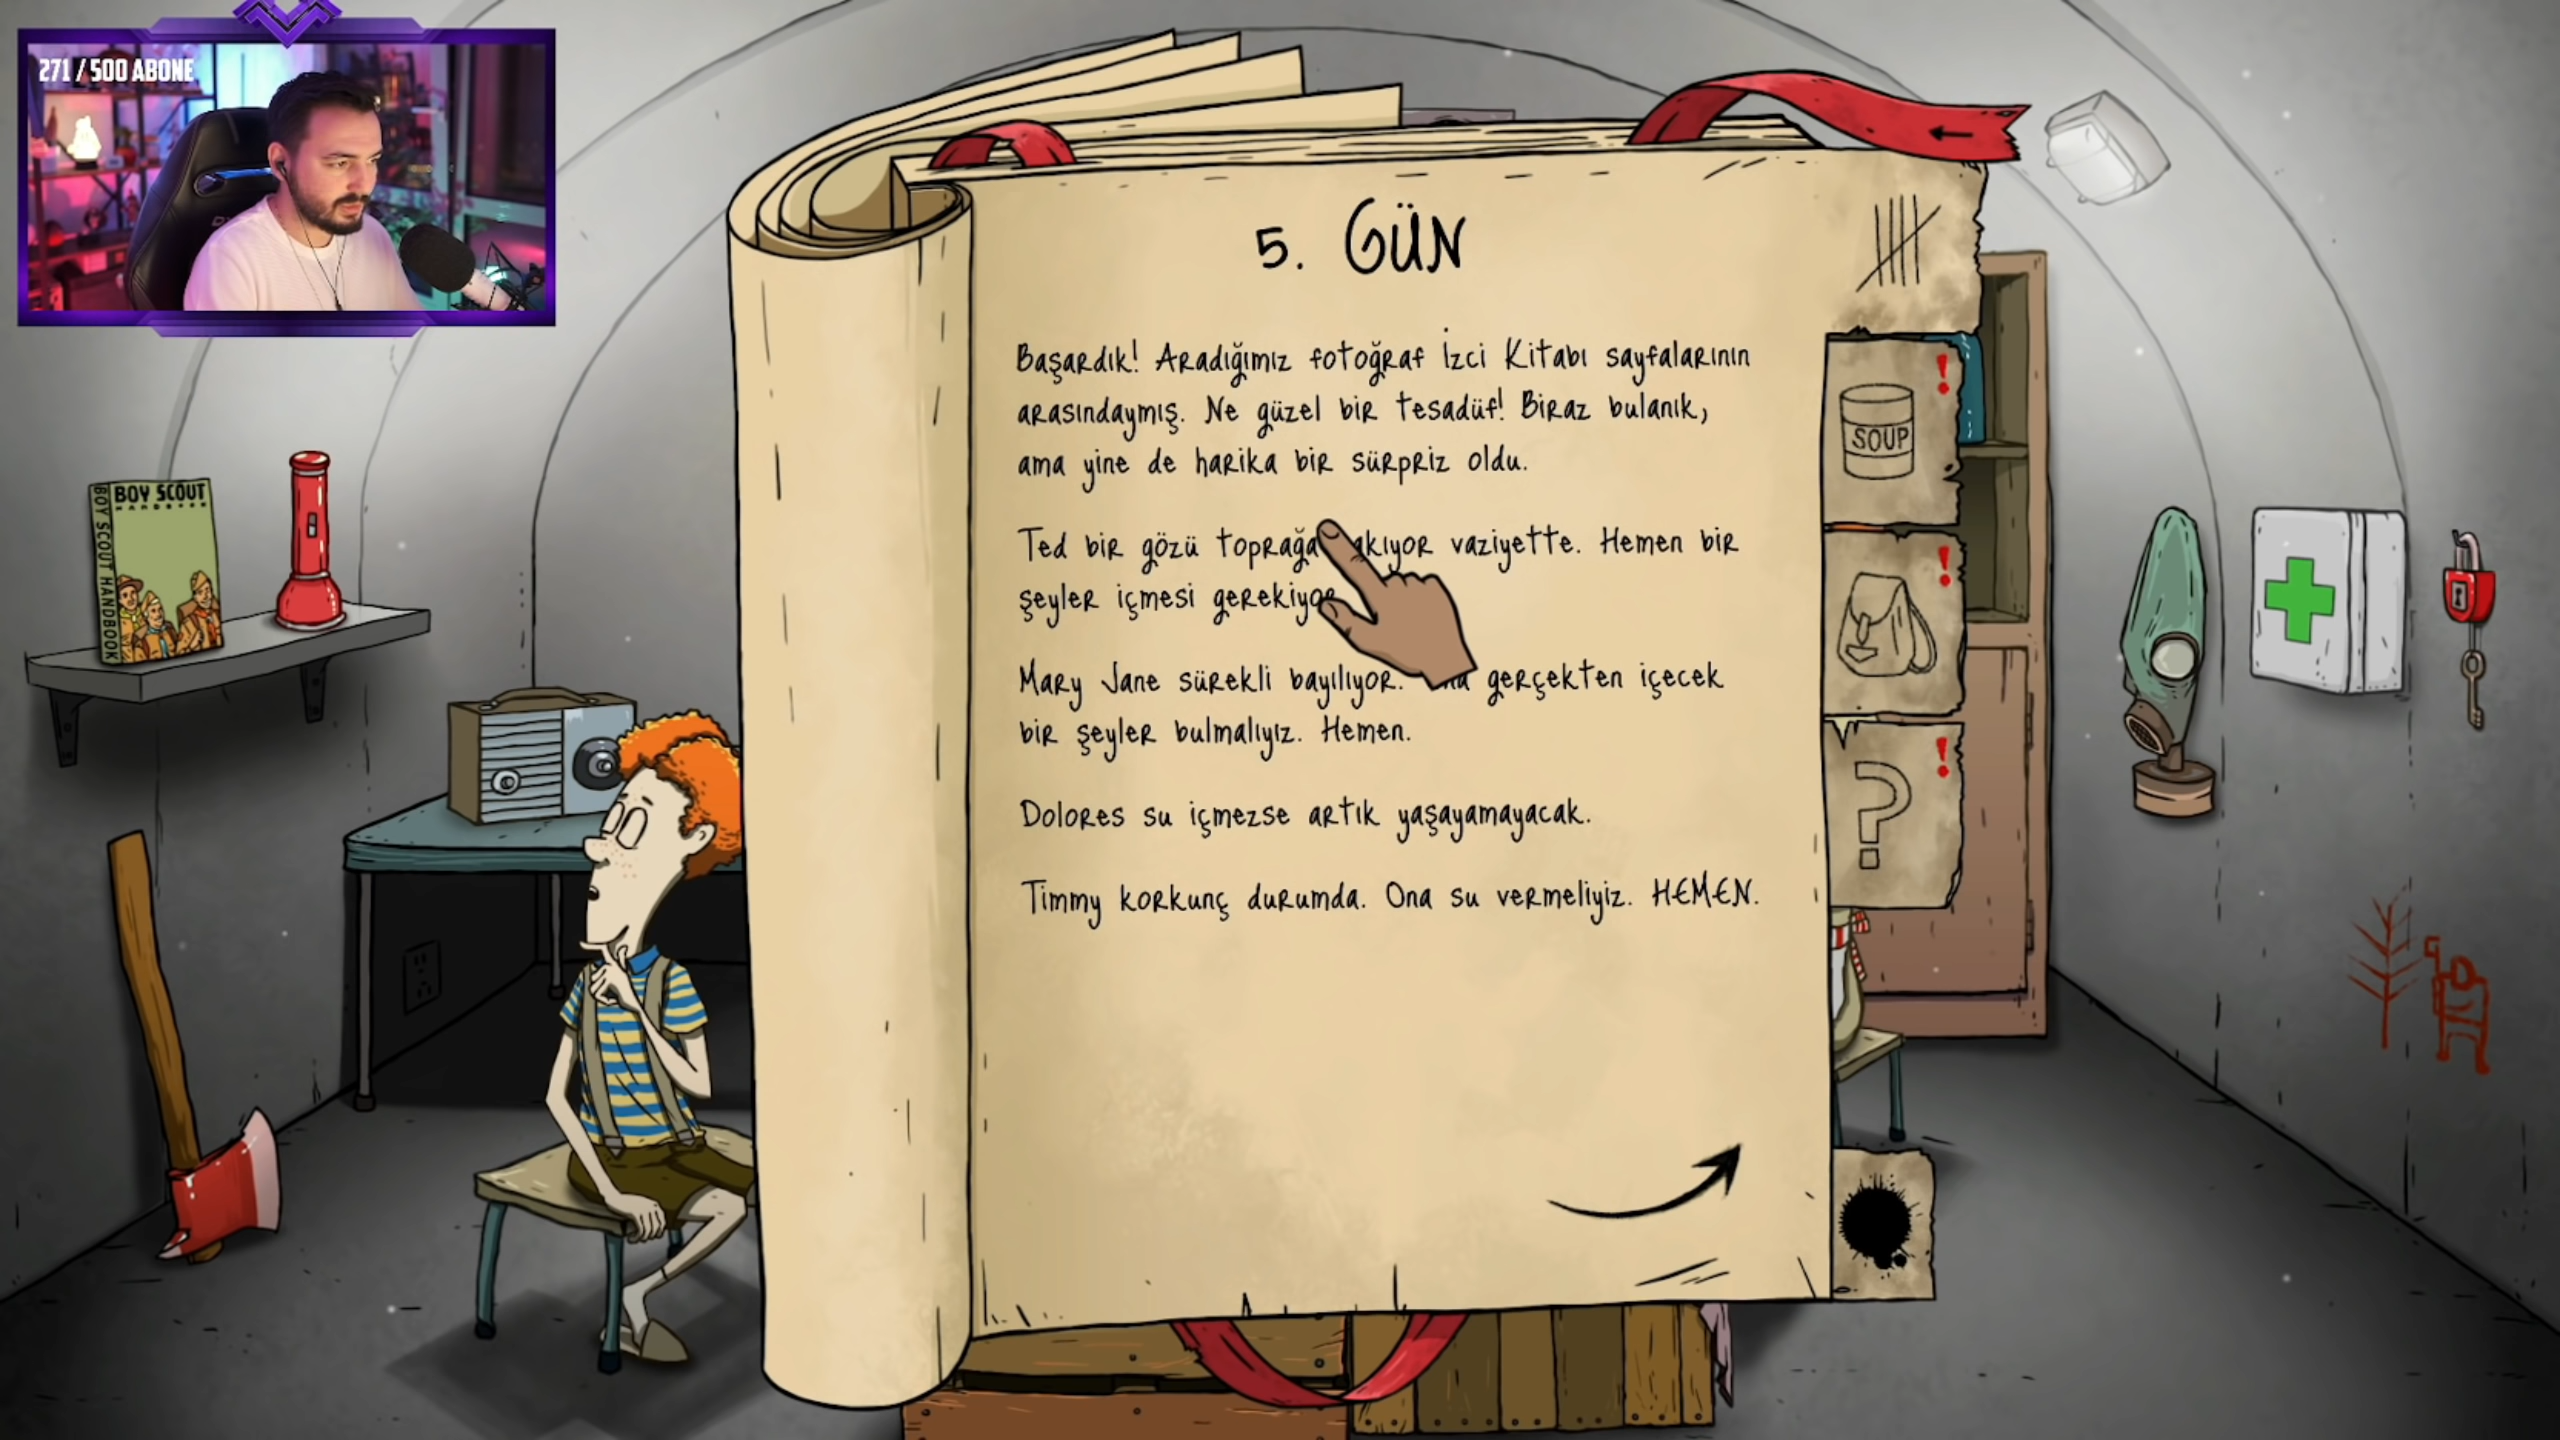 271 / 500 ABONE
5. GÜN
Başardık! Aradığımız fotoğraf İzci Kitabı sayfalarının
arasındaymış. Ne güzel bir tesadüf! Biraz bulanık,
ama yine de harika bir sürpriz oldu.
Ted bir gözü toprağa vaziyette. Hemen bir
şeyler içmesi gerekiyor
Mary Jane sürekli bayılıyor. gerçekten içecek
bir şeyler bulmalıyız. Hemen.
Dolores su içmezse artık yaşayamayacak.
Timmy korkunç durumda. Ona su vermeliyiz. HEMEN.
SOUP
!
!
!
?
BOY SCOUT
HANDBOOK
BOY SCOUT HANDBOOK